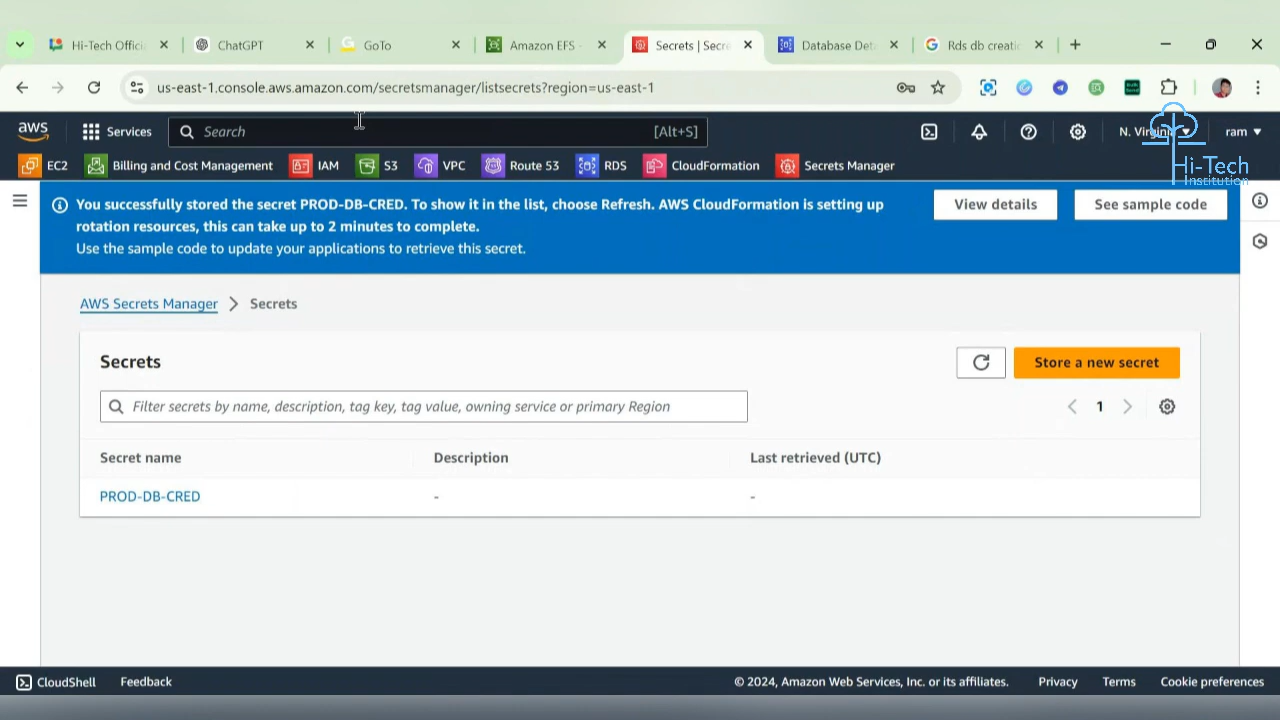 Hi-Tech Offici
ChatGPT
GoTo
Amazon EFS -
Secrets | Secre
Database Det
Rds db creati
us-east-1.console.aws.amazon.com/secretsmanager/listsecrets?region=us-east-1
aws
Services
Search
[Alt+S]
N. Virginia
ram
EC2
Billing and Cost Management
IAM
S3
VPC
Route 53
RDS
CloudFormation
Secrets Manager
Hi-Tech
Institution
You successfully stored the secret PROD-DB-CRED. To show it in the list, choose Refresh. AWS CloudFormation is setting up
rotation resources, this can take up to 2 minutes to complete.
Use the sample code to update your applications to retrieve this secret.
View details
See sample code
AWS Secrets Manager
Secrets
Secrets
Store a new secret
Filter secrets by name, description, tag key, tag value, owning service or primary Region
1
Secret name
Description
Last retrieved (UTC)
PROD-DB-CRED
-
-
CloudShell
Feedback
© 2024, Amazon Web Services, Inc. or its affiliates.
Privacy
Terms
Cookie preferences